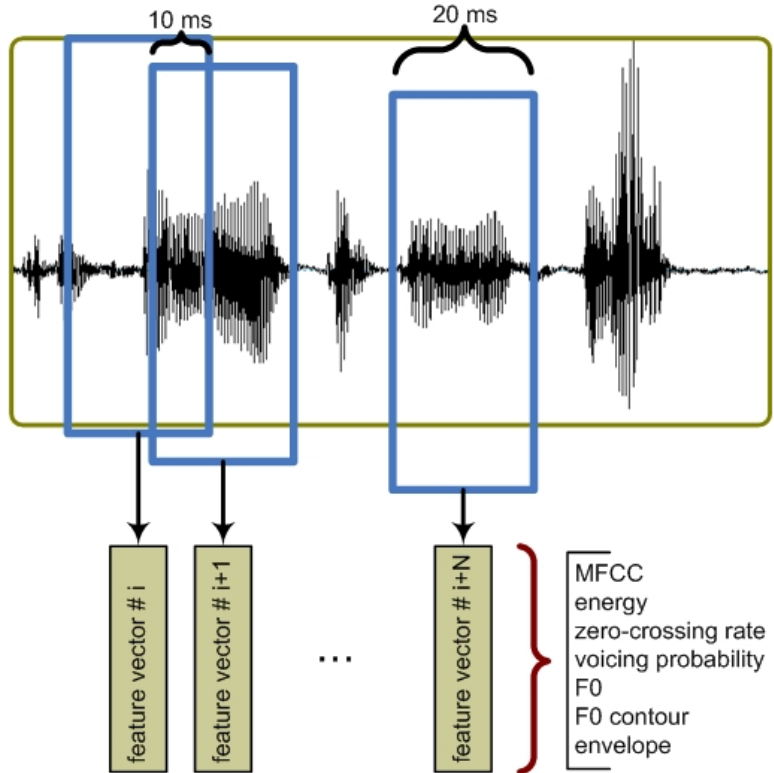 10 ms
20 ms
feature vector # i
feature vector # i+1
...
feature vector # i+N
MFCC
energy
zero-crossing rate
voicing probability
F0
F0 contour
envelope